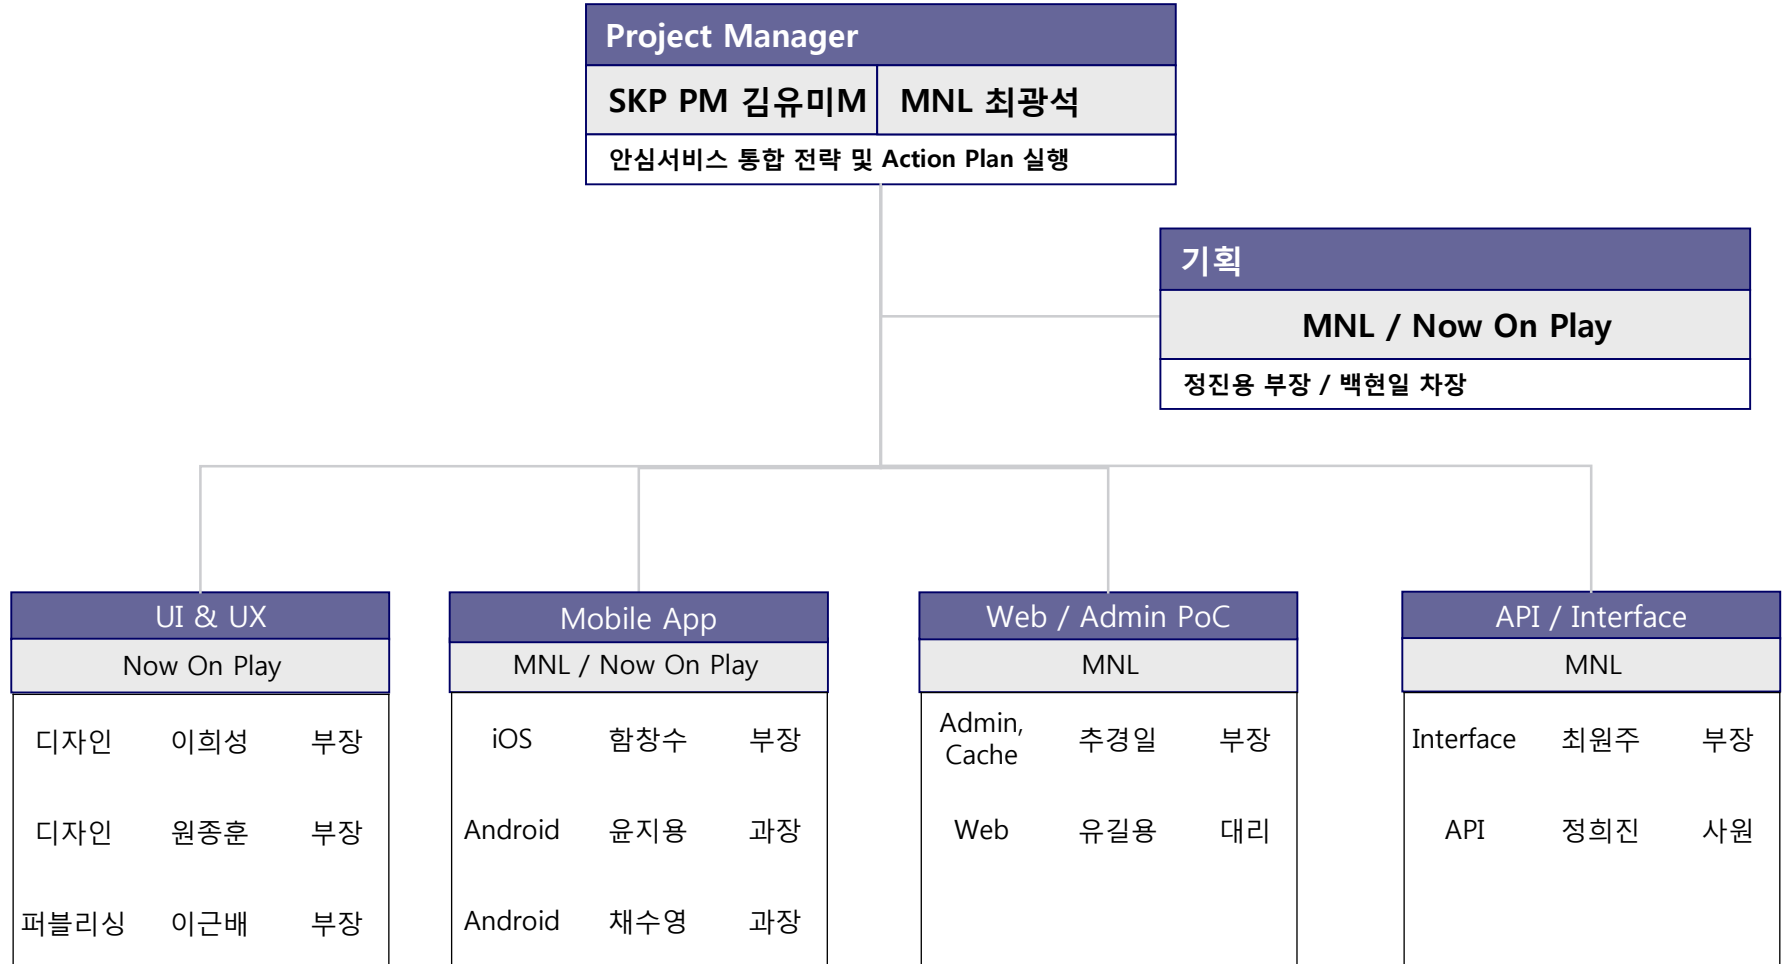 Project Manager
SKP PM 김유미M MNL 최광석
안심서비스 통합 전략 및 Action Plan 실행
기획
MNL / Now On Play
정진용 부장 / 백현일 차장
UI & UX
Now On Play
디자인 이희성 부장
디자인 원종훈 부장
퍼블리싱 이근배 부장
Mobile App
MNL / Now On Play
iOS 함창수 부장
Android 윤지용 과장
Android 채수영 과장
Web / Admin PoC
MNL
Admin,
Cache 추경일 부장
Web 유길용 대리
API / Interface
MNL
Interface 최원주 부장
API 정희진 사원